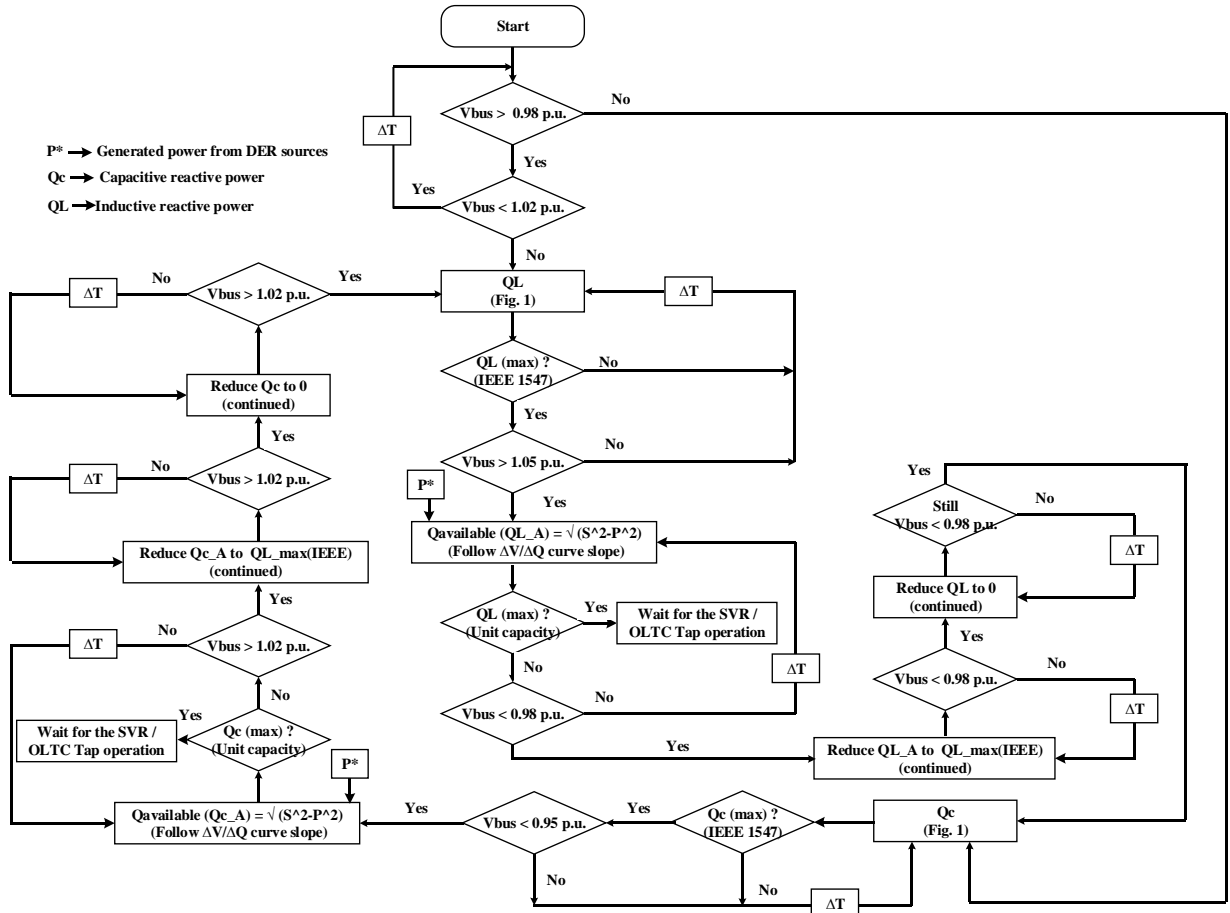 Start
Vbus > 0.98 p.u.
No
ΔT
Yes
P* Generated power from DER sources
Qc Capacitive reactive power
QL Inductive reactive power
Yes
Vbus < 1.02 p.u.
No
ΔT
No
Vbus > 1.02 p.u.
Yes
QL
(Fig. 1)
ΔT
QL (max) ?
(IEEE 1547)
No
Reduce Qc to 0
(continued)
Yes
Yes
ΔT
No
Vbus > 1.02 p.u.
Vbus > 1.05 p.u.
No
P*
Yes
Yes
Still
Vbus < 0.98 p.u.
No
ΔT
Reduce Qc_A to QL_max(IEEE)
(continued)
Qavailable (QL_A) = √ (S^2-P^2)
(Follow ΔV/ΔQ curve slope)
Reduce QL to 0
(continued)
Yes
QL (max) ?
(Unit capacity)
Yes
Wait for the SVR /
OLTC Tap operation
ΔT
No
Vbus > 1.02 p.u.
Yes
No
ΔT
Vbus < 0.98 p.u.
No
No
Vbus < 0.98 p.u.
No
ΔT
Wait for the SVR /
OLTC Tap operation
Yes
Qc (max) ?
(Unit capacity)
Yes
Reduce QL_A to QL_max(IEEE)
(continued)
P*
Qavailable (Qc_A) = √ (S^2-P^2)
(Follow ΔV/ΔQ curve slope)
Yes
Vbus < 0.95 p.u.
Yes
Qc (max) ?
(IEEE 1547)
Qc
(Fig. 1)
No
No
ΔT